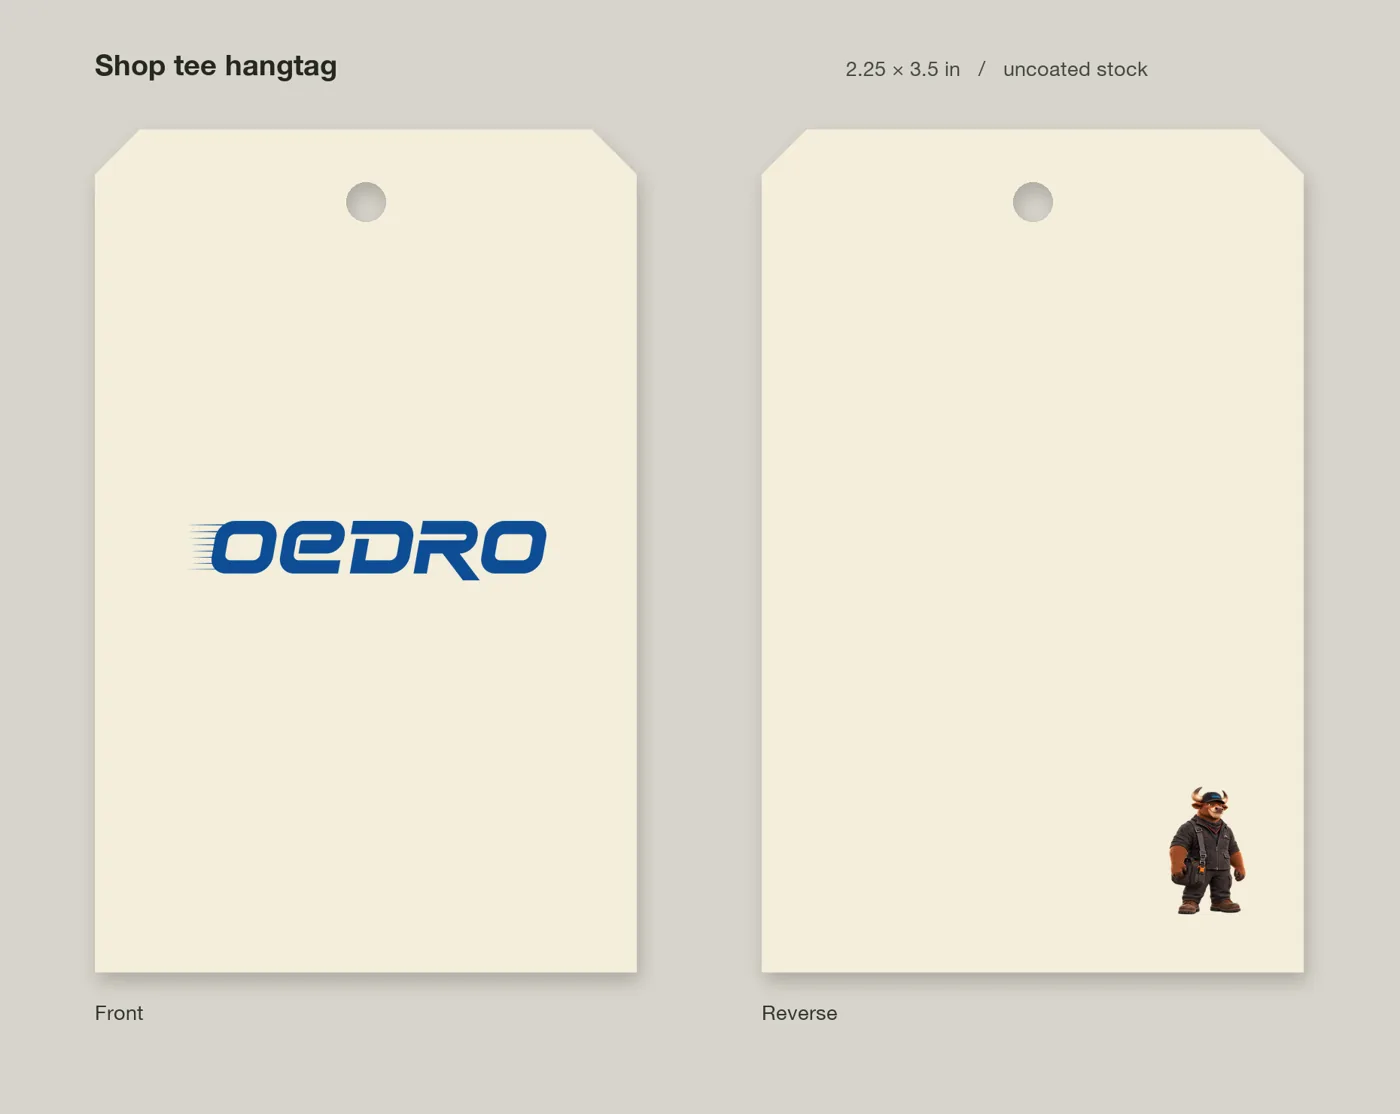 Shop tee hangtag
2.25 × 3.5 in / uncoated stock
OeDRO
Front
Reverse